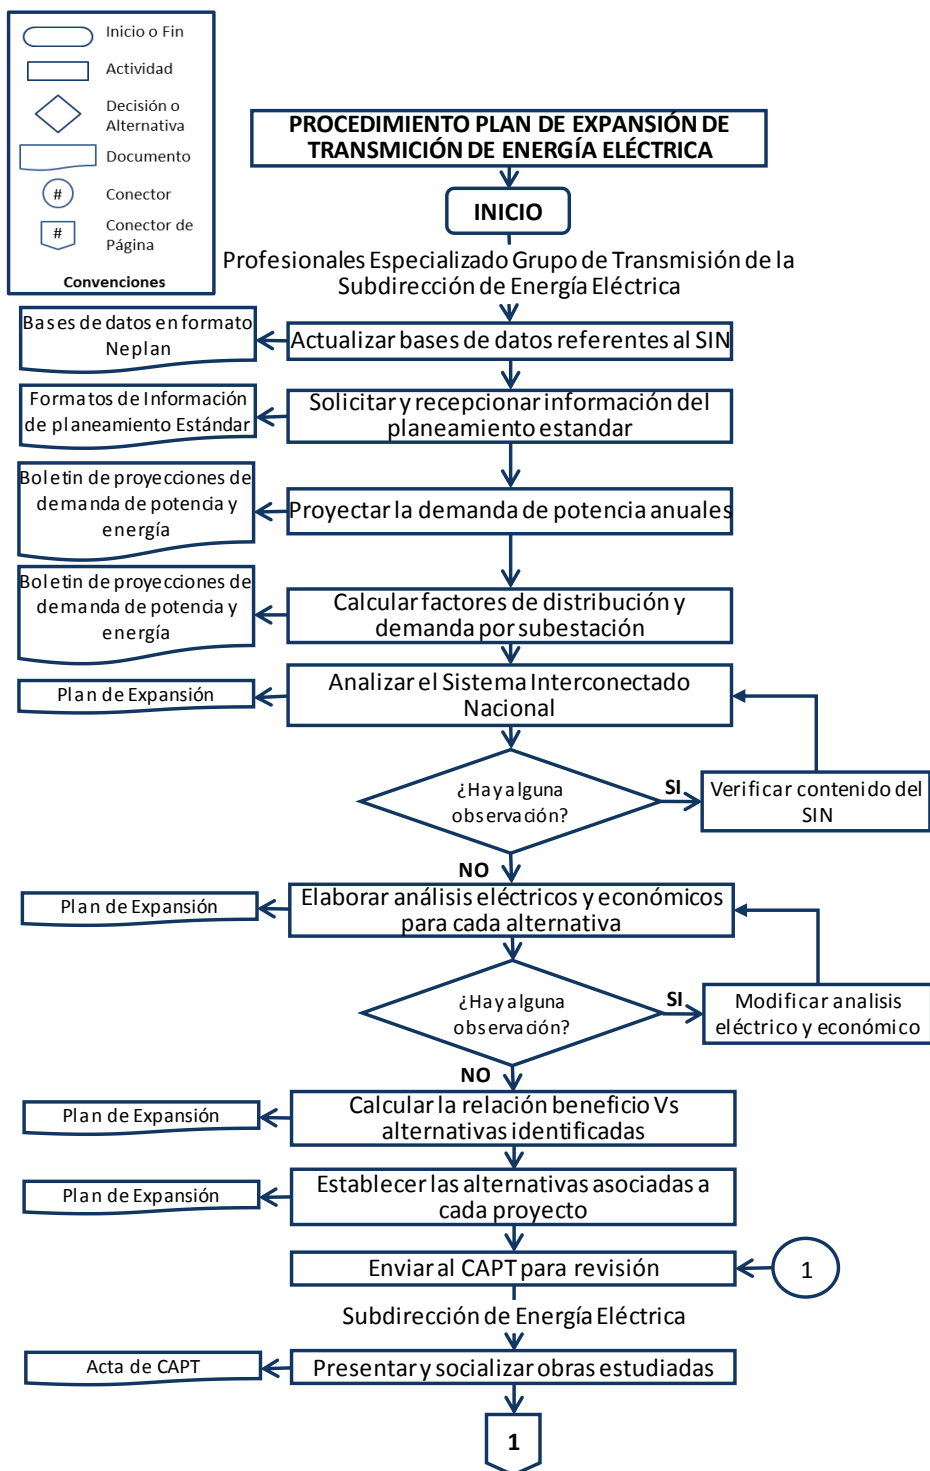 Inicio o Fin
Actividad
Decisión o
Alternativa
Documento
#
Conector
#
Conector de
Página
Convenciones
PROCEDIMIENTO PLAN DE EXPANSIÓN DE
TRANSMICIÓN DE ENERGÍA ELÉCTRICA
INICIO
Profesionales Especializado Grupo de Transmisión de la
Subdirección de Energía Eléctrica
Bases de datos en formato
Neplan
Actualizar bases de datos referentes al SIN
Formatos de Información
de planeamiento Estándar
Solicitar y recepcionar información del
planeamiento estandar
Boletin de proyecciones de
demanda de potencia y
energía
Proyectar la demanda de potencia anuales
Boletin de proyecciones de
demanda de potencia y
energía
Calcular factores de distribución y
demanda por subestación
Plan de Expansión
Analizar el Sistema Interconectado
Nacional
¿Hay alguna
observación?
SI
Verificar contenido del
SIN
NO
Plan de Expansión
Elaborar análisis eléctricos y económicos
para cada alternativa
¿Hay alguna
observación?
SI
Modificar analisis
eléctrico y económico
NO
Plan de Expansión
Calcular la relación beneficio Vs
alternativas identificadas
Plan de Expansión
Establecer las alternativas asociadas a
cada proyecto
Enviar al CAPT para revisión
1
Subdirección de Energía Eléctrica
Acta de CAPT
Presentar y socializar obras estudiadas
1